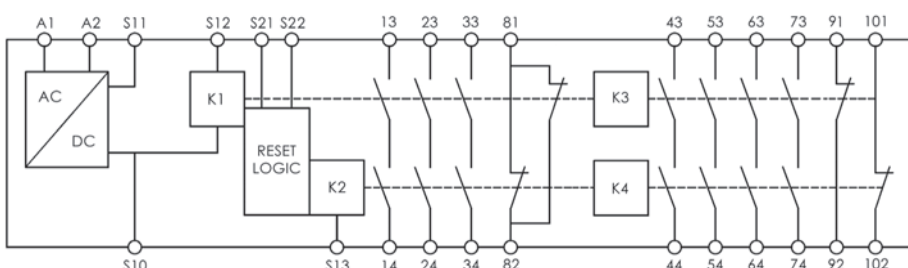 A1 A2 S11 S12 S21 S22 13 23 33 81 43 53 63 73 91 101
AC
DC
K1
K3
RESET
LOGIC
K2
K4
S10 S13 14 24 34 82 44 54 64 74 92 102